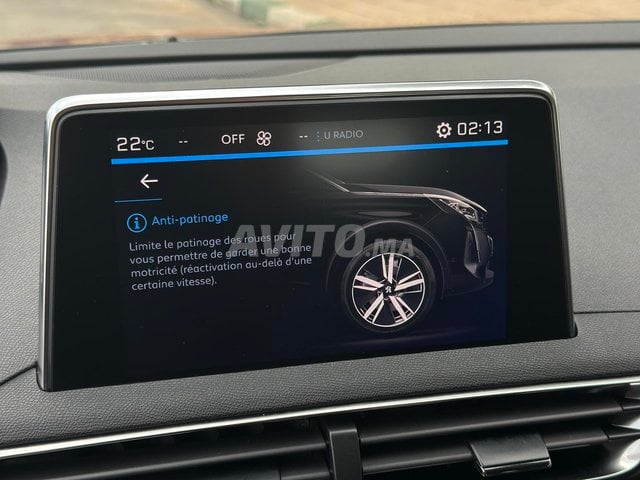 22°C -- OFF -- U RADIO 02:13
Anti-patinage
Limite le patinage des roues pour
vous permettre de garder une bonne
motricité (réactivation au-delà d'une
certaine vitesse).
AVITO.MA